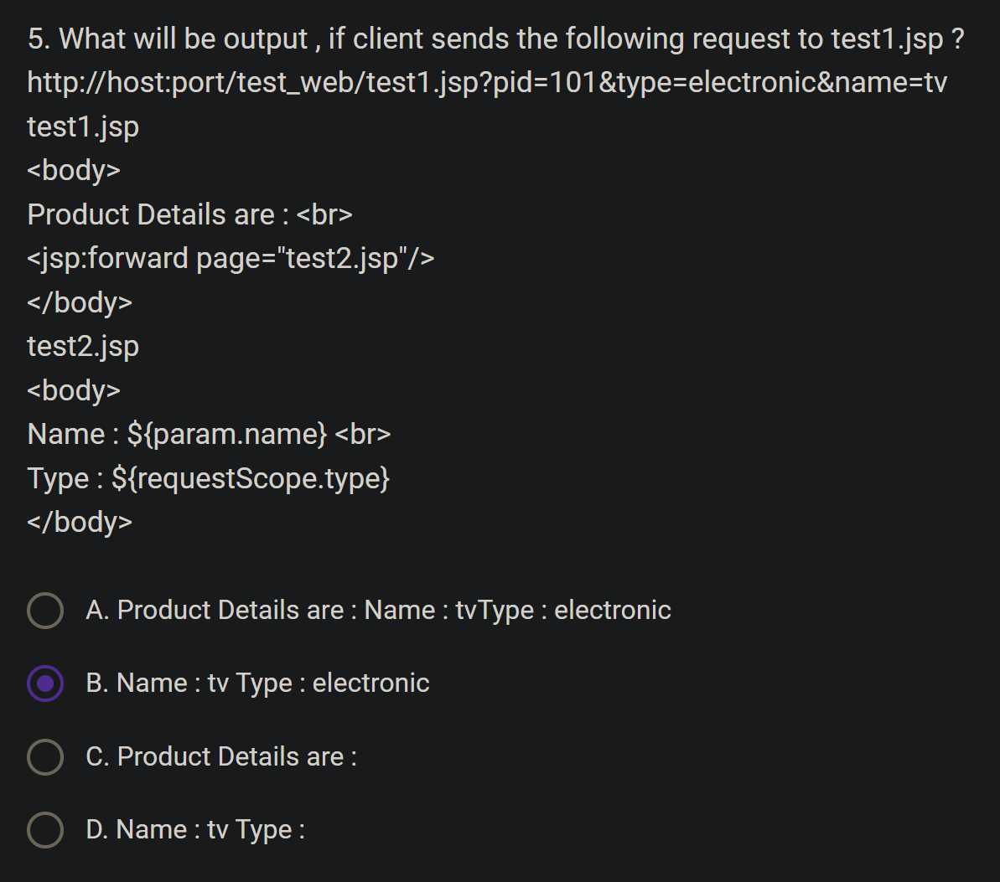 5. What will be output , if client sends the following request to test1.jsp ?
http://host:port/test_web/test1.jsp?pid=101&type=electronic&name=tv
test1.jsp
<body>
Product Details are : <br>
<jsp:forward page="test2.jsp"/>
</body>
test2.jsp
<body>
Name : ${param.name} <br>
Type : ${requestScope.type}
</body>
A. Product Details are : Name : tvType : electronic
B. Name : tv Type : electronic
C. Product Details are :
D. Name : tv Type :